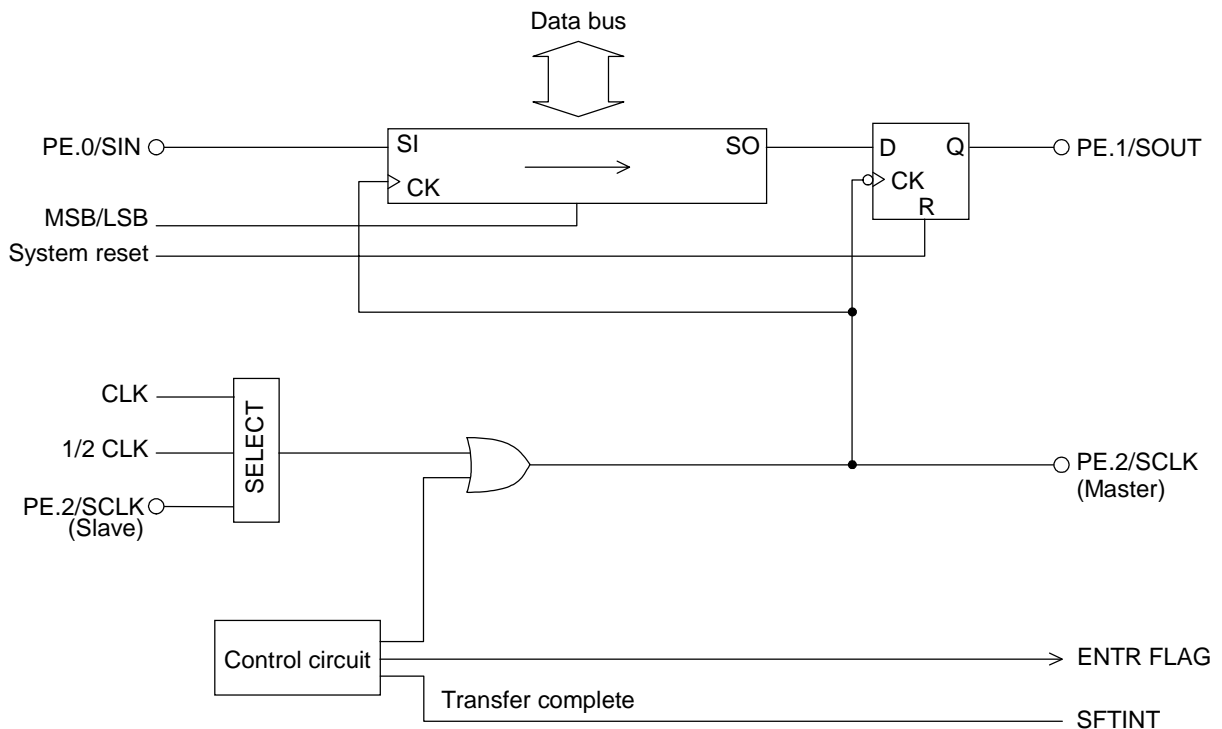 Data bus
PE.0/SIN
SI
SO
D
Q
PE.1/SOUT
CK
CK
R
MSB/LSB
System reset
CLK
1/2 CLK
SELECT
PE.2/SCLK
(Slave)
PE.2/SCLK
(Master)
Control circuit
ENTR FLAG
Transfer complete
SFTINT